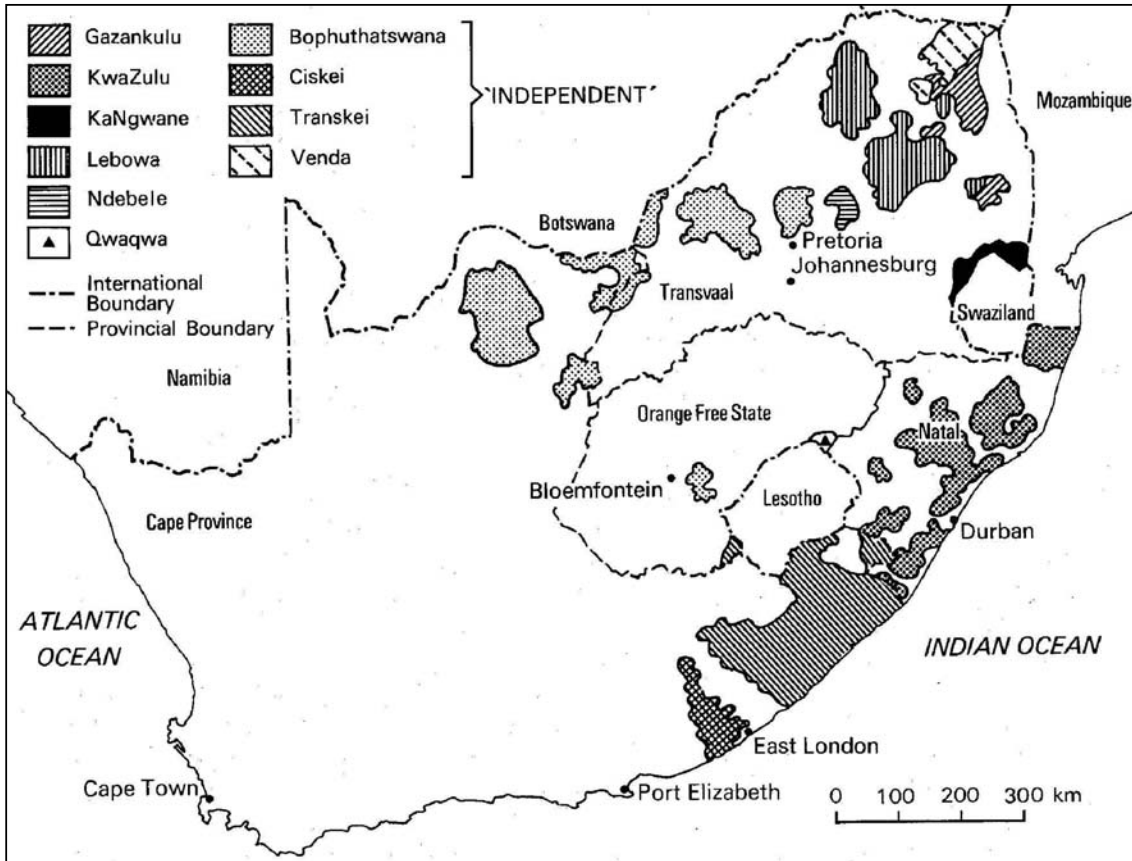 Gazankulu
KwaZulu
KaNgwane
Lebowa
Ndebele
Qwaqwa
International
Boundary
Provincial Boundary
Bophuthatswana
Ciskei
Transkei
Venda
'INDEPENDENT'
Mozambique
Botswana
Pretoria
Johannesburg
Transvaal
Swaziland
Namibia
Orange Free State
Natal
Bloemfontein
Lesotho
Cape Province
Durban
ATLANTIC
OCEAN
INDIAN OCEAN
East London
Cape Town
Port Elizabeth
0 100 200 300 km